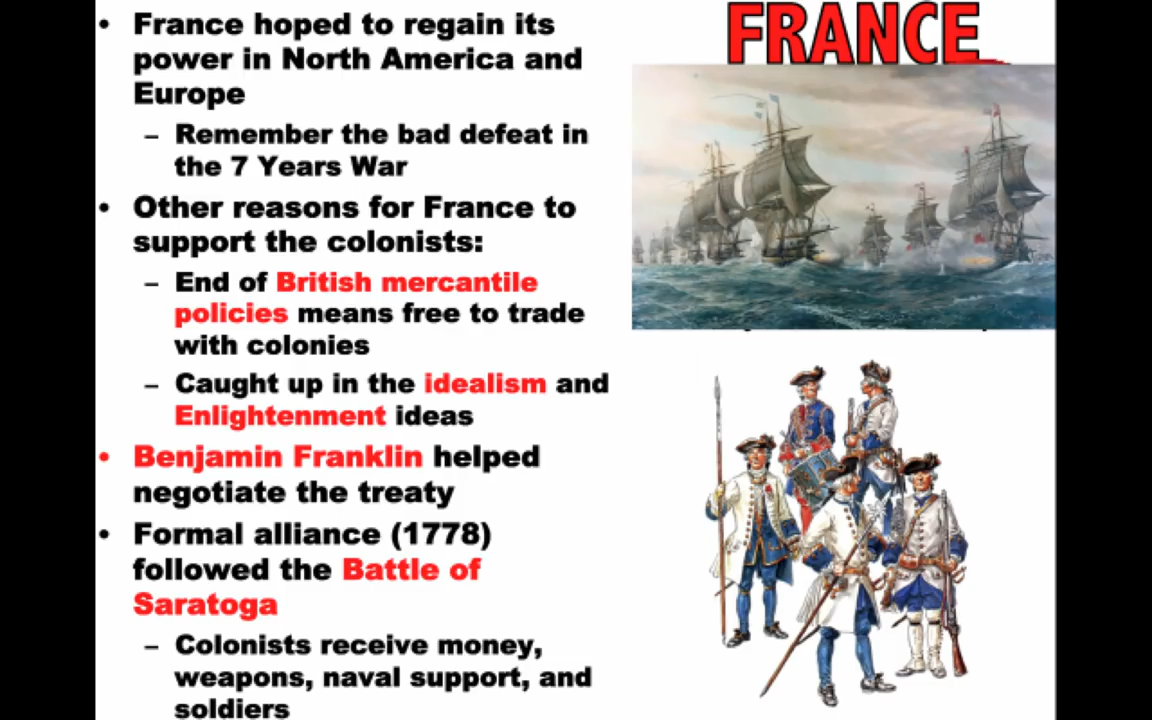 FRANCE
• France hoped to regain its
power in North America and
Europe
– Remember the bad defeat in
the 7 Years War
• Other reasons for France to
support the colonists:
– End of British mercantile
policies means free to trade
with colonies
– Caught up in the idealism and
Enlightenment ideas
• Benjamin Franklin helped
negotiate the treaty
• Formal alliance (1778)
followed the Battle of
Saratoga
– Colonists receive money,
weapons, naval support, and
soldiers